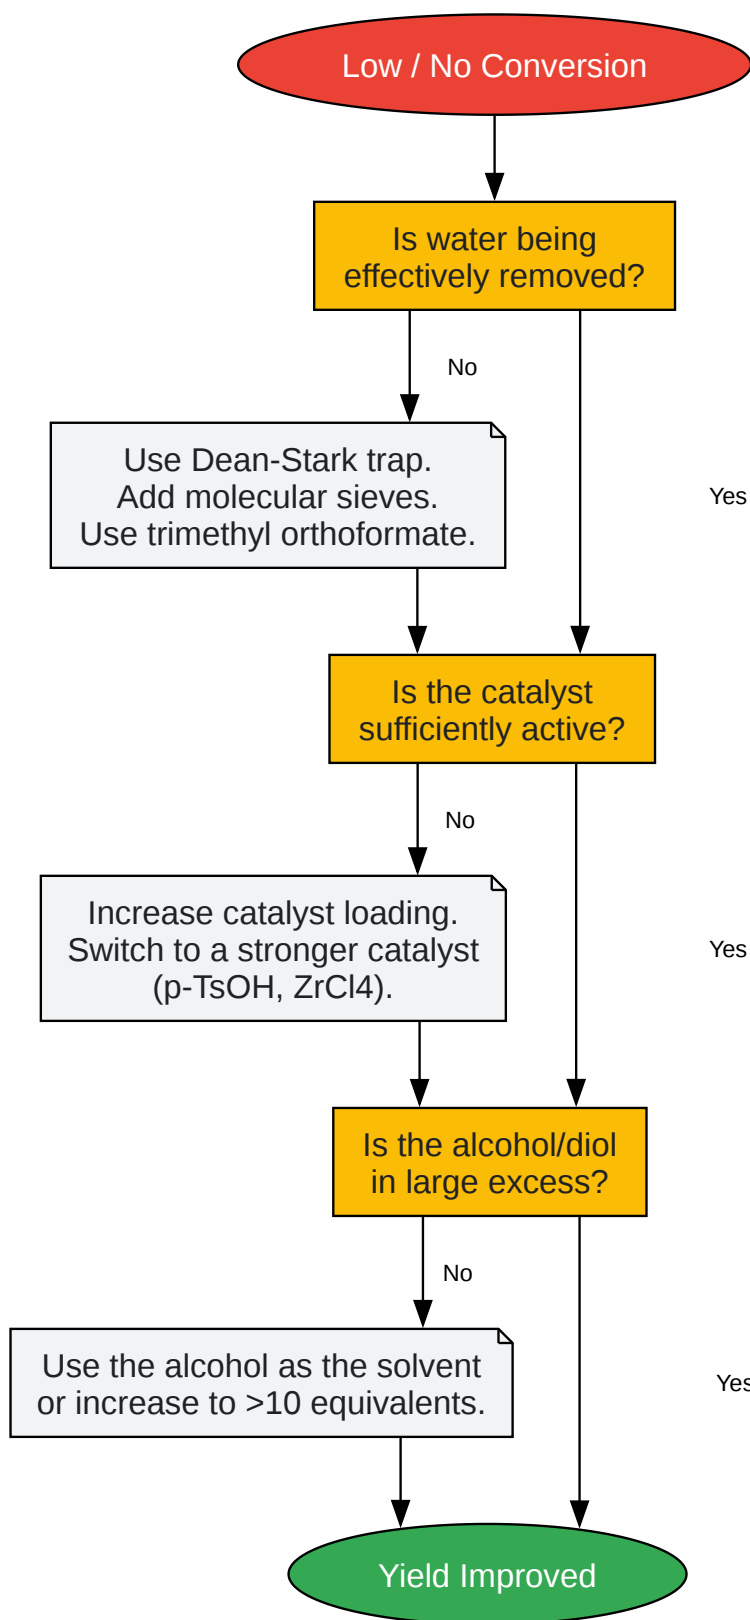 Low / No Conversion
Is water being
effectively removed?
No
Use Dean-Stark trap.
Add molecular sieves.
Use trimethyl orthoformate.
Yes
Is the catalyst
sufficiently active?
No
Increase catalyst loading.
Switch to a stronger catalyst
(p-TsOH, ZrCl4).
Yes
Is the alcohol/diol
in large excess?
No
Use the alcohol as the solvent
or increase to >10 equivalents.
Yes
Yield Improved